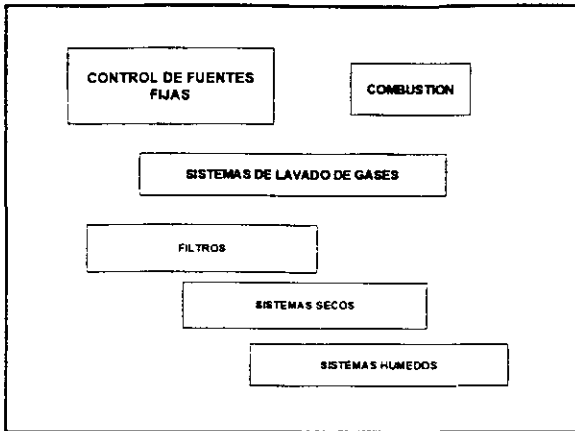 CONTROL DE FUENTES
FIJAS
COMBUSTION
SISTEMAS DE LAVADO DE GASES
FILTROS
SISTEMAS SECOS
SISTEMAS HUMEDOS